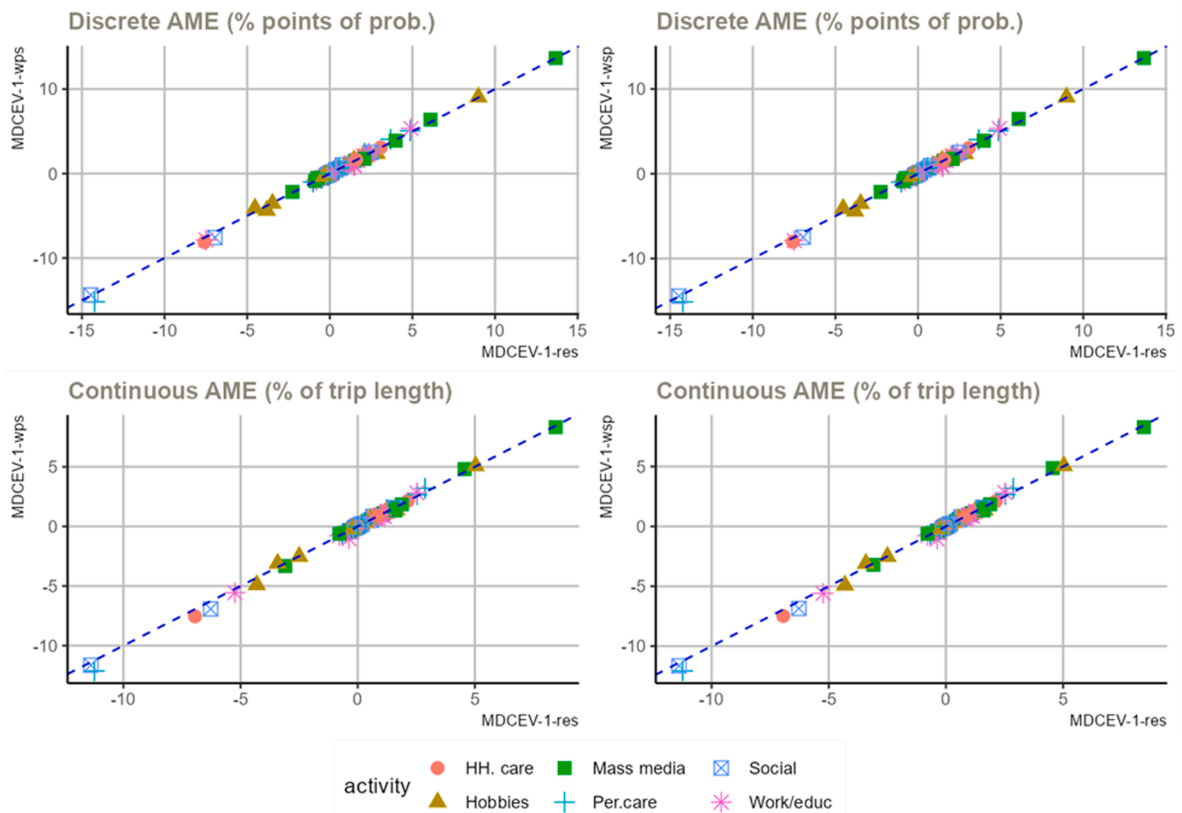 Discrete AME (% points of prob.)
MDCEV-1-wps
10
0
-10
-15
-10
-5
0
5
10
15
MDCEV-1-res
Discrete AME (% points of prob.)
MDCEV-1-wsp
10
0
-10
-15
-10
-5
0
5
10
15
MDCEV-1-res
Continuous AME (% of trip length)
MDCEV-1-wps
5
0
-5
-10
-10
-5
0
5
MDCEV-1-res
Continuous AME (% of trip length)
MDCEV-1-wsp
5
0
-5
-10
-10
-5
0
5
MDCEV-1-res
activity
HH. care
Mass media
Social
Hobbies
Per.care
Work/educ